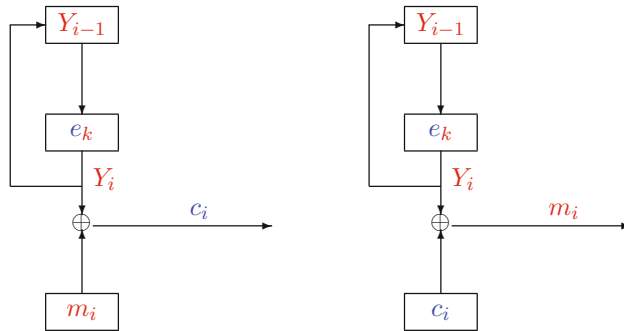 Y_{i-1} Y_{i-1}
e_k e_k
Y_i Y_i
c_i m_i
m_i c_i